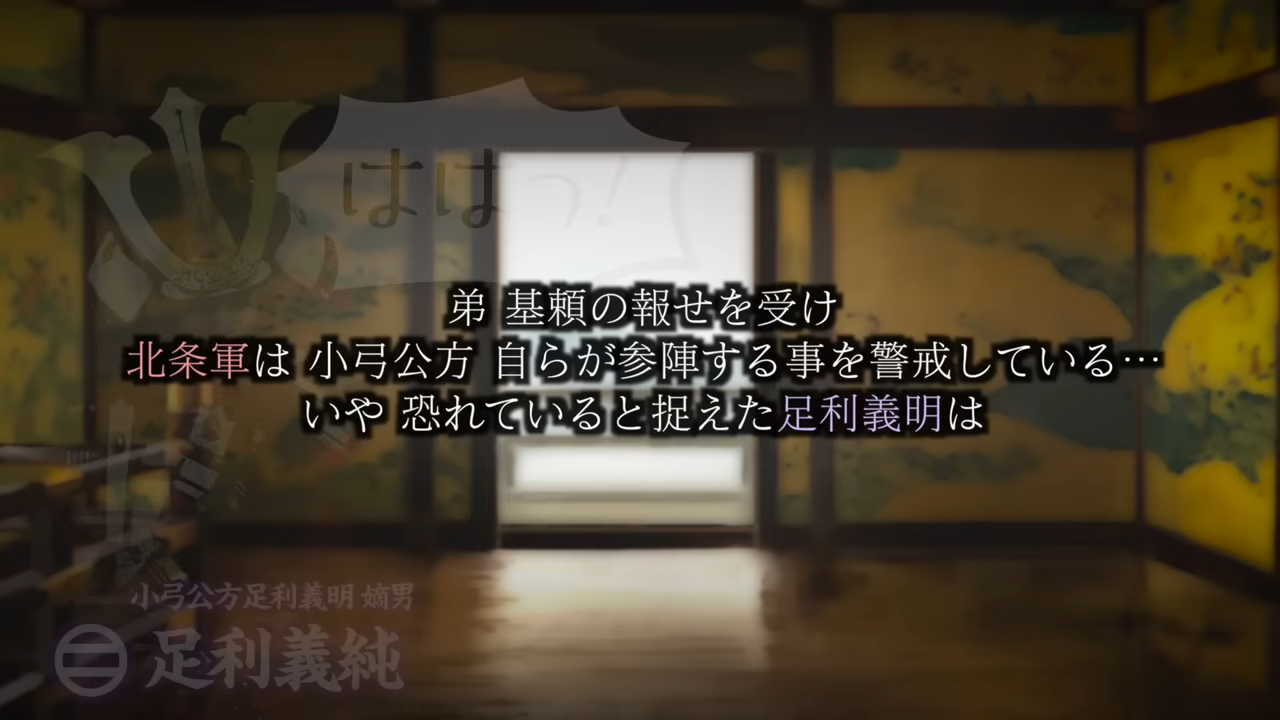 ははっ！
弟 基頼の報せを受け
北条軍は 小弓公方 自らが参陣する事を警戒している…
いや 恐れていると捉えた足利義明は
小弓公方足利義明 嫡男
足利義純